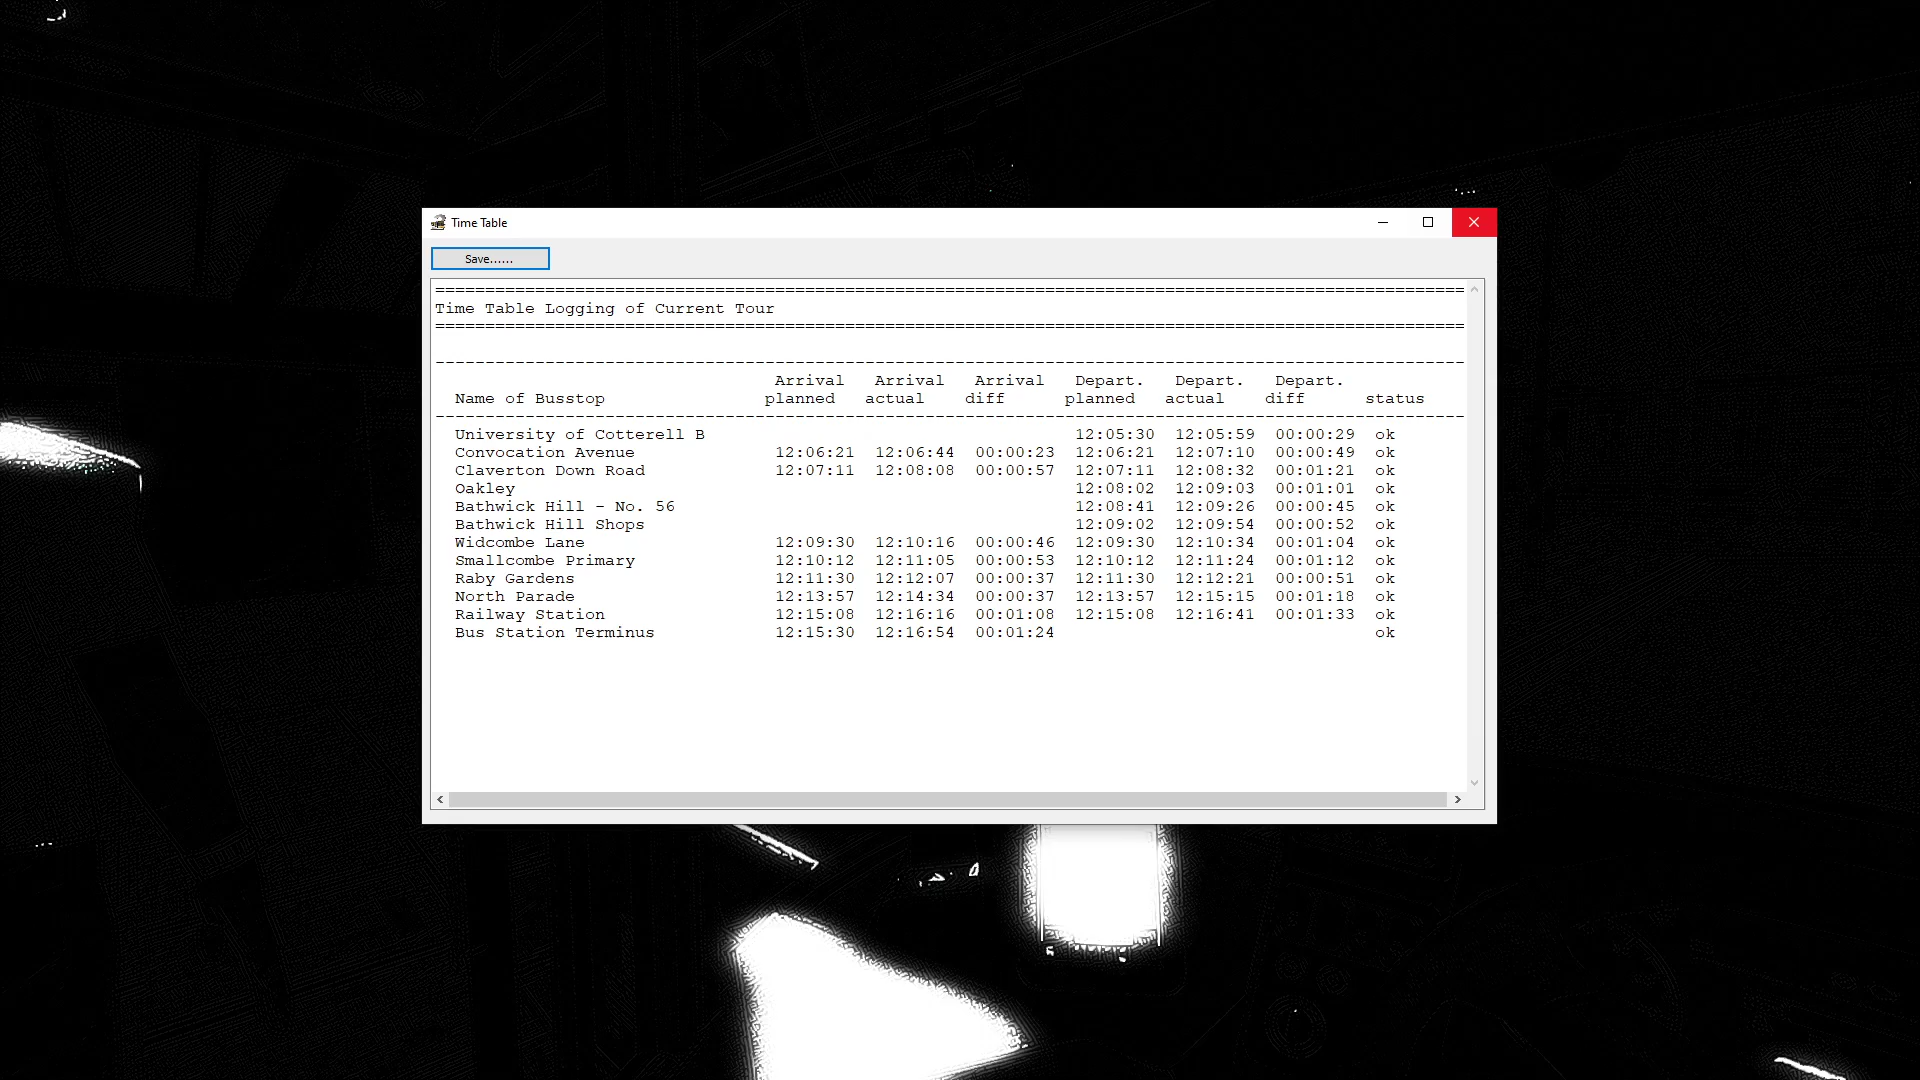 Time Table
Save......
====================================================================================================
Time Table Logging of Current Tour
====================================================================================================
----------------------------------------------------------------------------------------------------
Arrival Arrival Arrival Depart. Depart. Depart.
Name of Busstop planned actual diff planned actual diff status
----------------------------------------------------------------------------------------------------
University of Cotterell B 12:05:30 12:05:59 00:00:29 ok
Convocation Avenue 12:06:21 12:06:44 00:00:23 12:06:21 12:07:10 00:00:49 ok
Claverton Down Road 12:07:11 12:08:08 00:00:57 12:07:11 12:08:32 00:01:21 ok
Oakley 12:08:02 12:09:03 00:01:01 ok
Bathwick Hill - No. 56 12:08:41 12:09:26 00:00:45 ok
Bathwick Hill Shops 12:09:02 12:09:54 00:00:52 ok
Widcombe Lane 12:09:30 12:10:16 00:00:46 12:09:30 12:10:34 00:01:04 ok
Smallcombe Primary 12:10:12 12:11:05 00:00:53 12:10:12 12:11:24 00:01:12 ok
Raby Gardens 12:11:30 12:12:07 00:00:37 12:11:30 12:12:21 00:00:51 ok
North Parade 12:13:57 12:14:34 00:00:37 12:13:57 12:15:15 00:01:18 ok
Railway Station 12:15:08 12:16:16 00:01:08 12:15:08 12:16:41 00:01:33 ok
Bus Station Terminus 12:15:30 12:16:54 00:01:24 ok